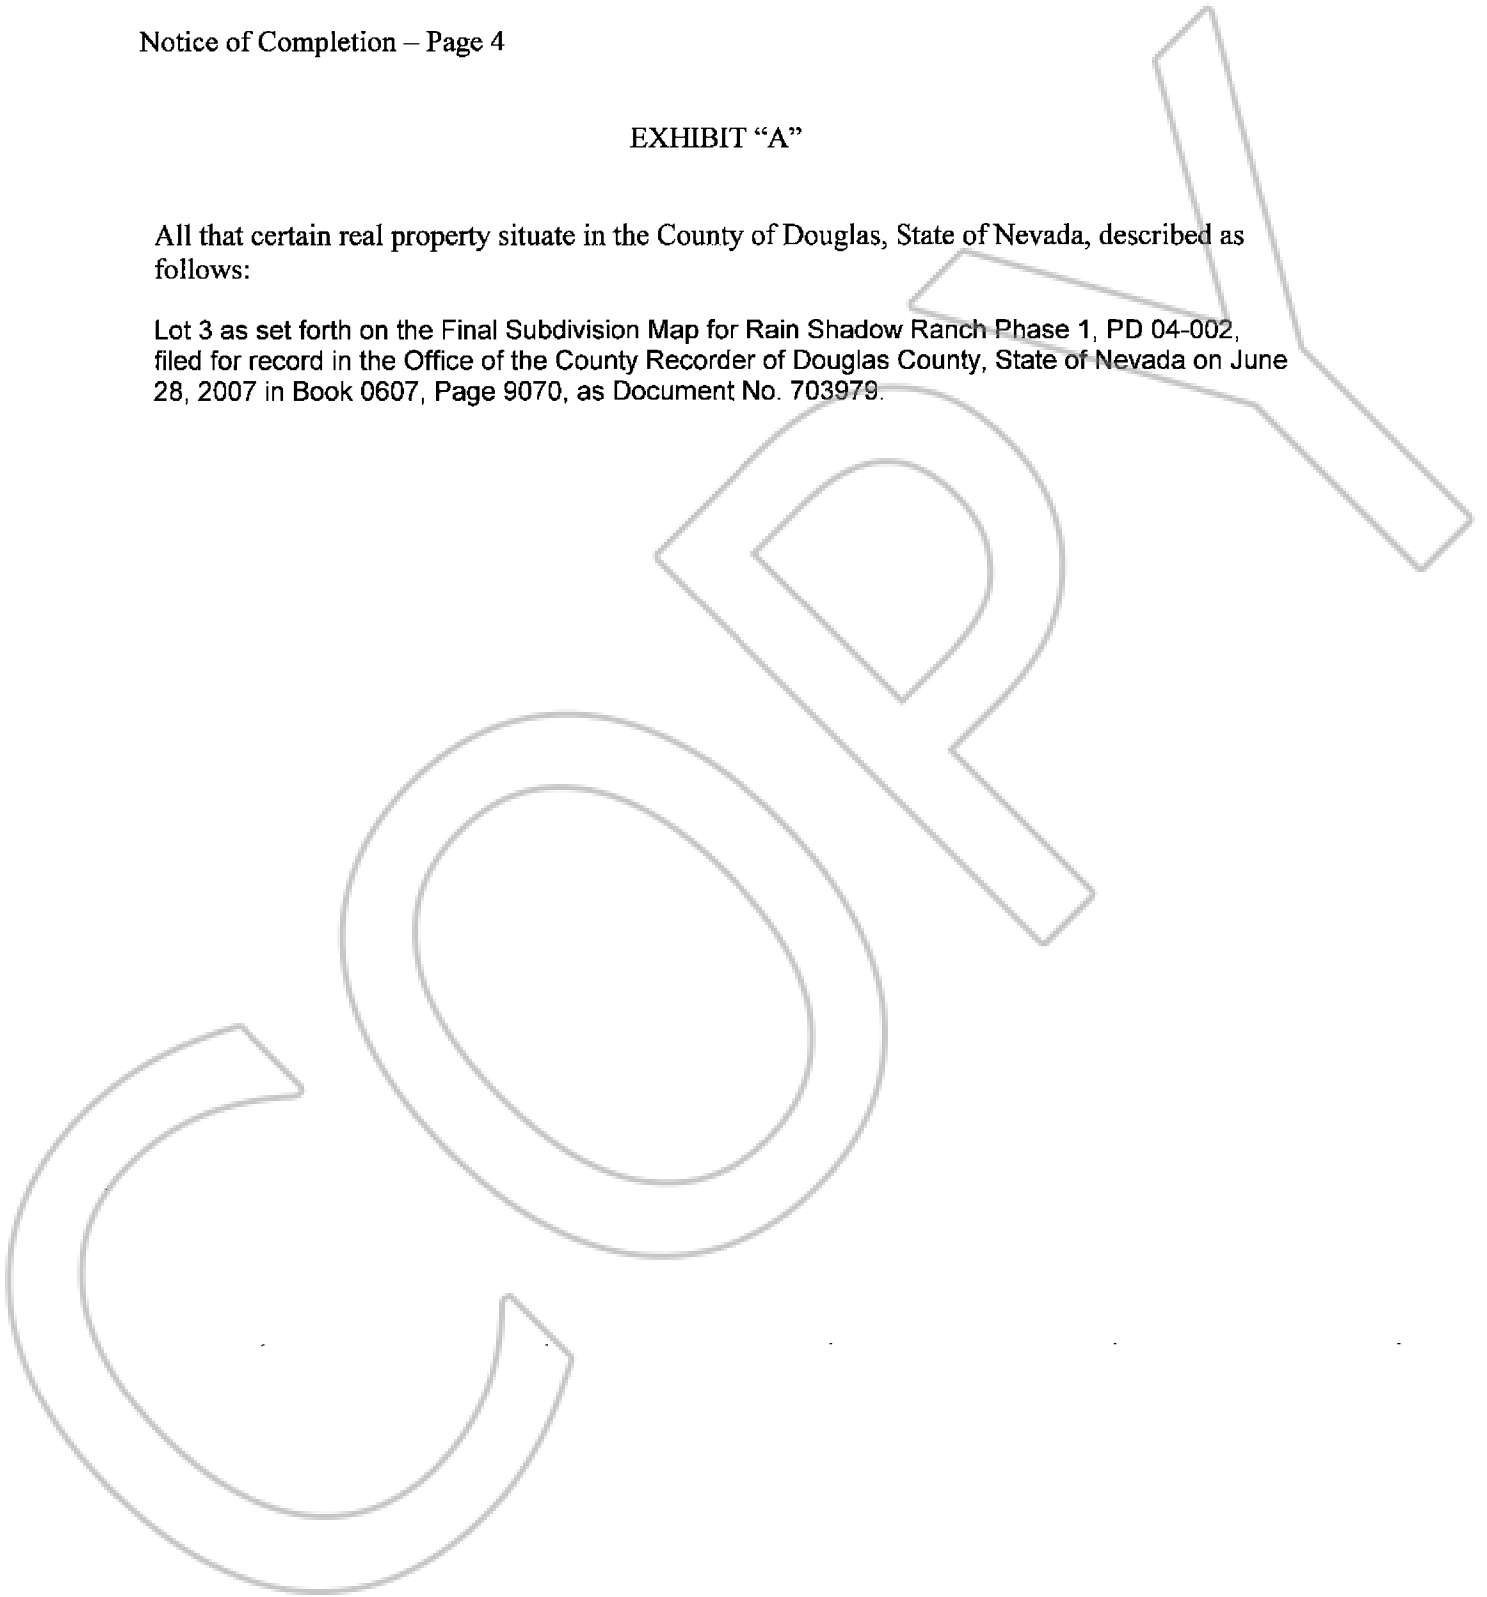 Notice of Completion – Page 4
EXHIBIT “A”
All that certain real property situate in the County of Douglas, State of Nevada, described as
follows:
Lot 3 as set forth on the Final Subdivision Map for Rain Shadow Ranch Phase 1, PD 04-002,
filed for record in the Office of the County Recorder of Douglas County, State of Nevada on June
28, 2007 in Book 0607, Page 9070, as Document No. 703979.
COPY